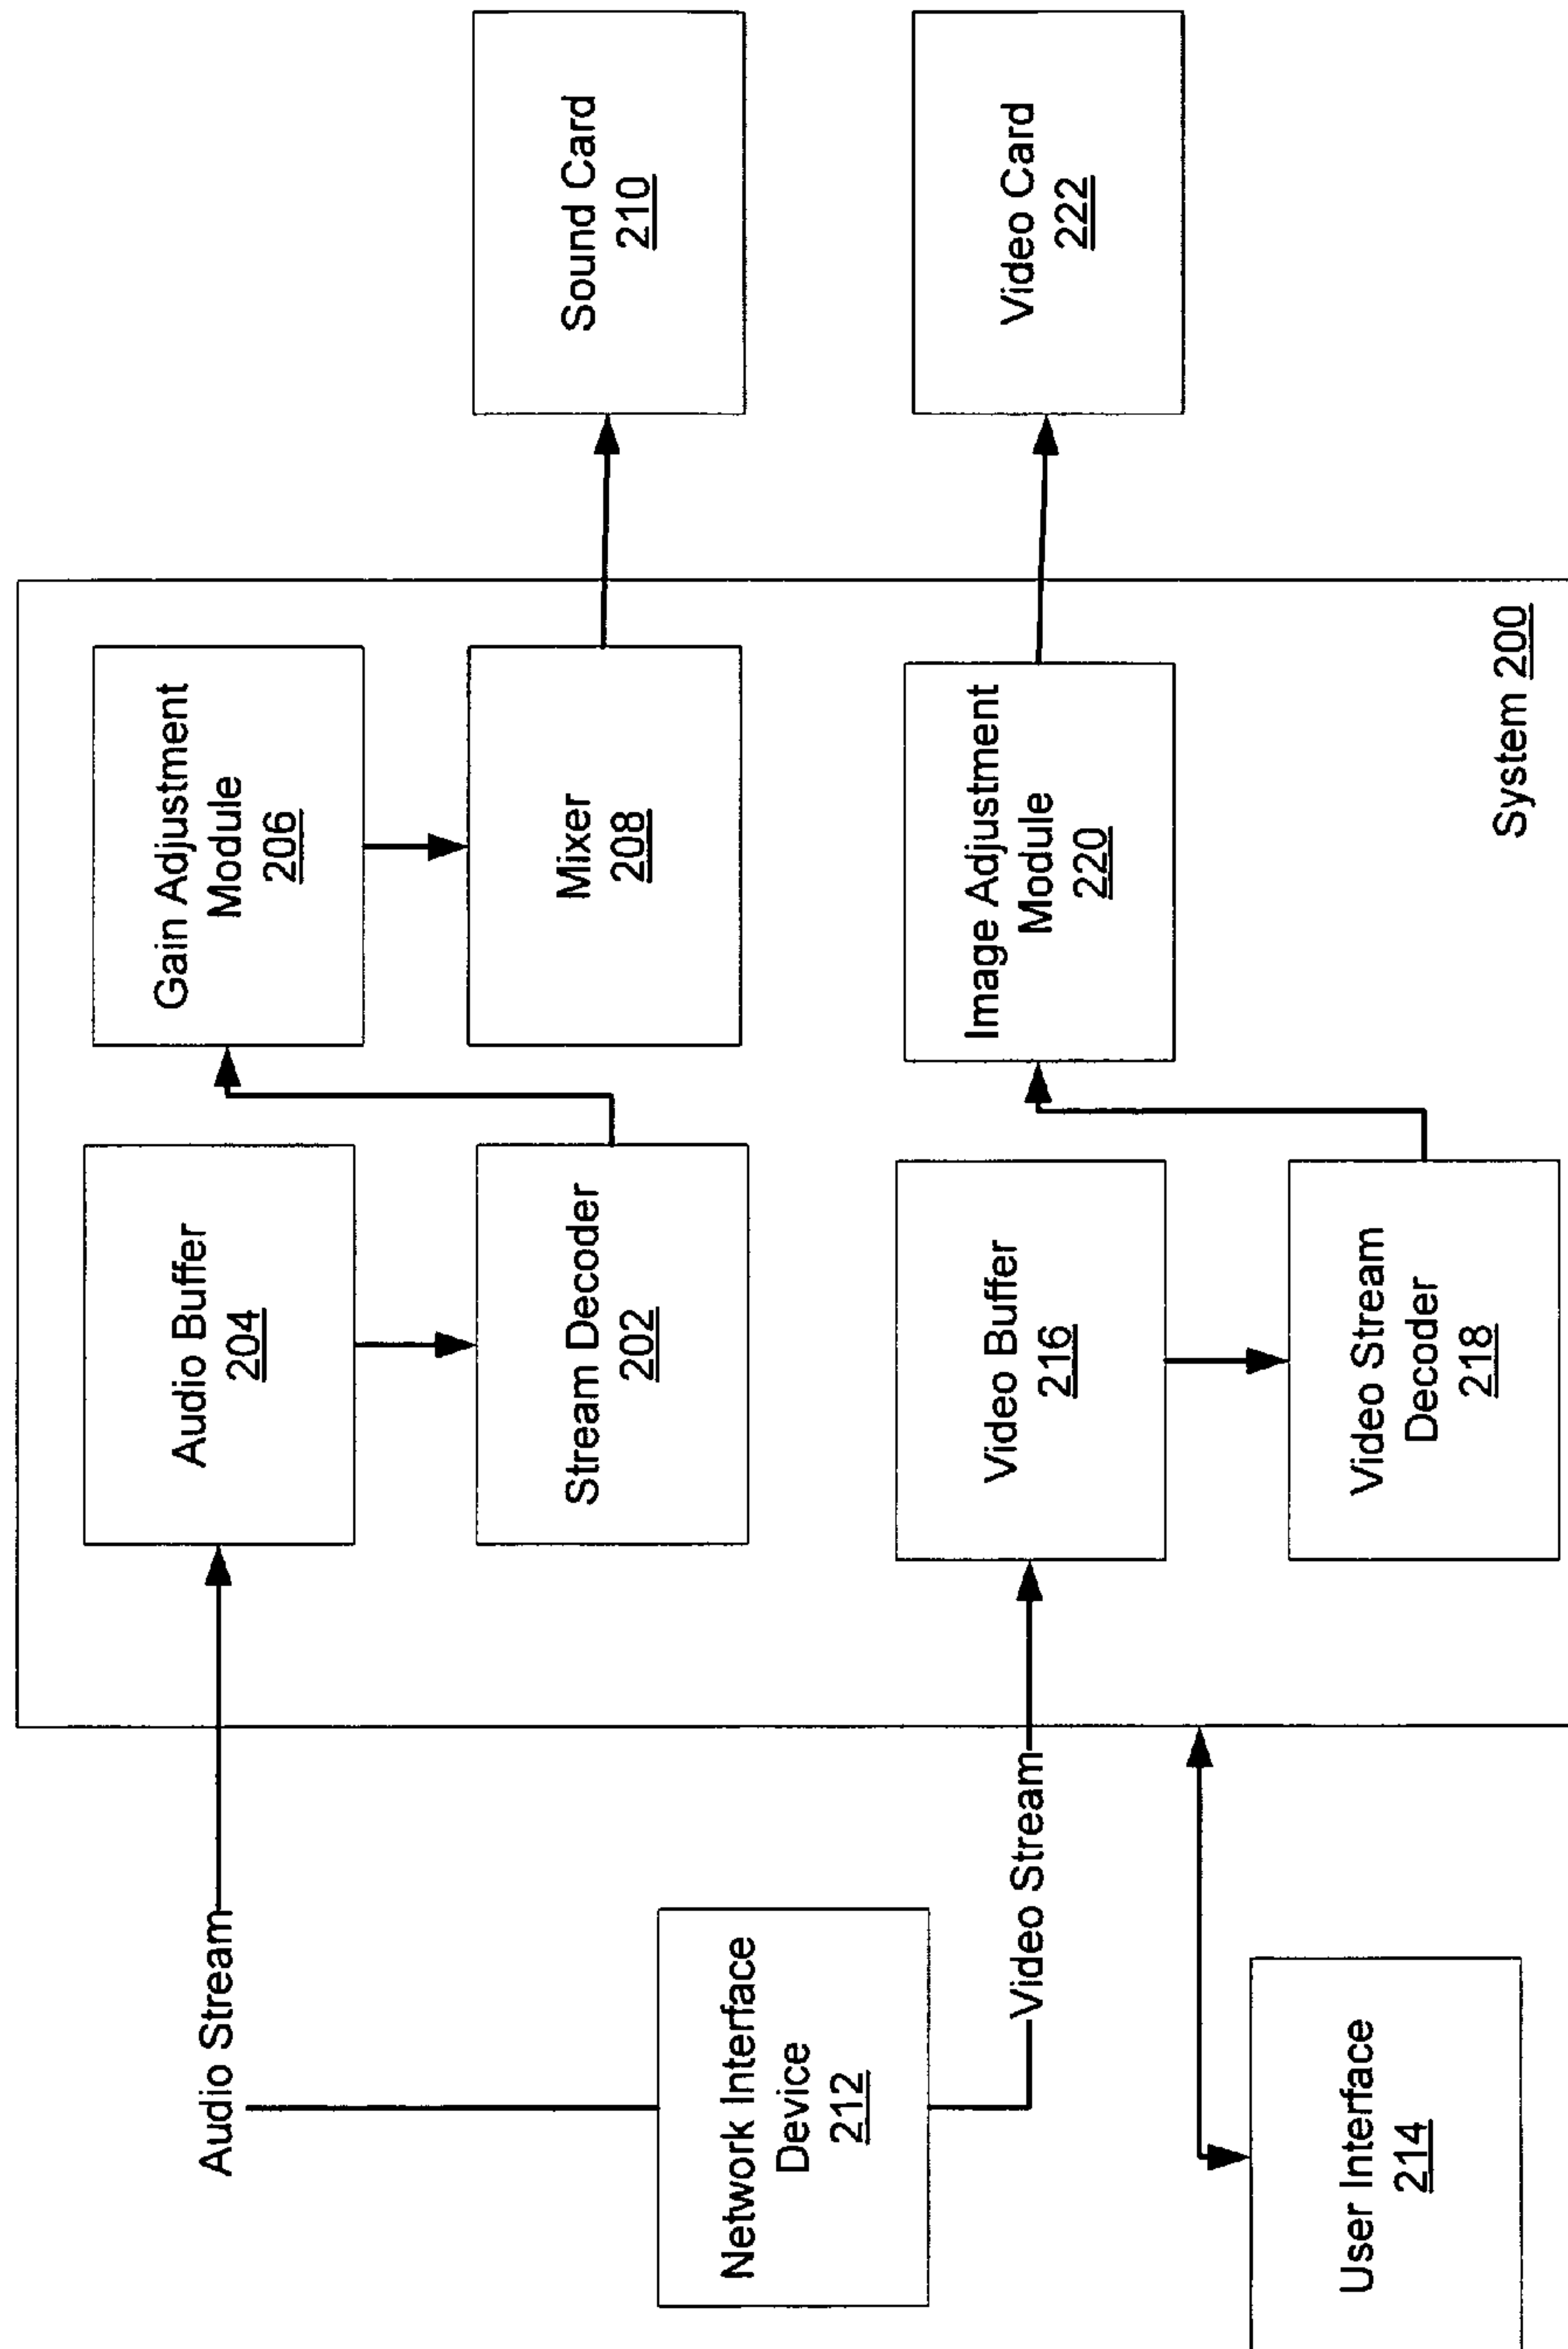 Audio Stream
Network Interface
Device
212
Video Stream
User Interface
214
Audio Buffer
204
Stream Decoder
202
Gain Adjustment
Module
206
Mixer
208
Video Buffer
216
Video Stream
Decoder
218
Image Adjustment
Module
220
System 200
Sound Card
210
Video Card
222